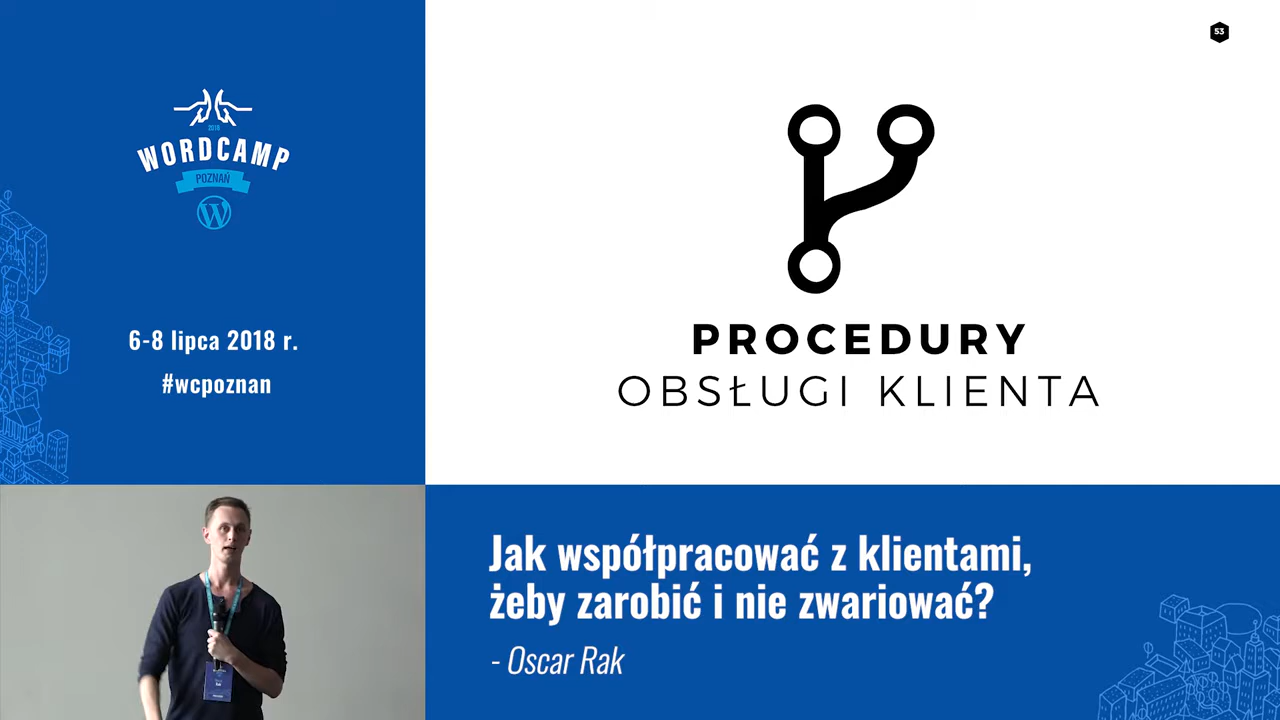 2018
WORDCAMP
POZNAŃ
6-8 lipca 2018 r.
#wcpoznan
53
PROCEDURY
OBSŁUGI KLIENTA
Jak współpracować z klientami,
żeby zarobić i nie zwariować?
- Oscar Rak